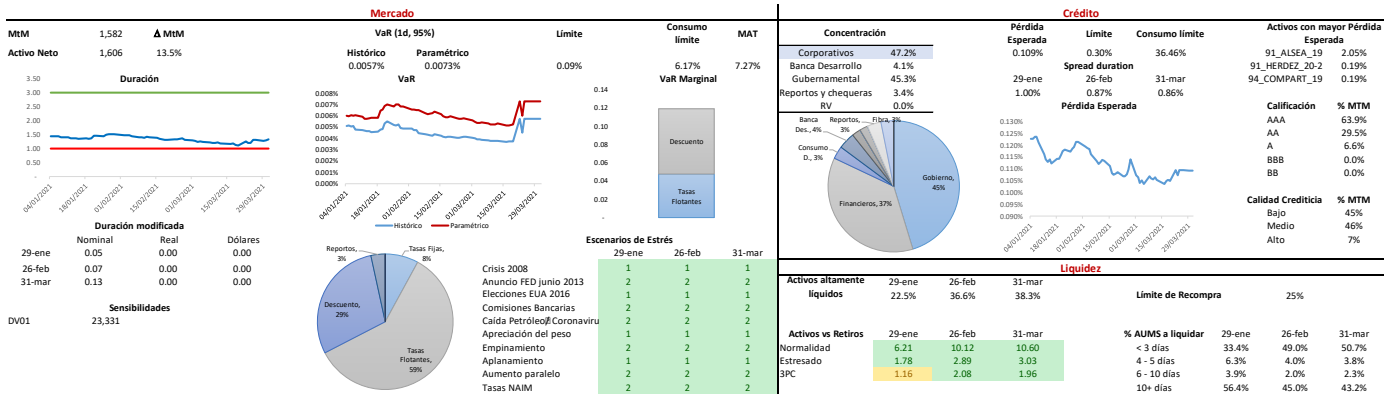 Mercado
MtM 1,582 Δ MtM
Activo Neto 1,606 13.5%
VaR (1d, 95%) Límite Consumo límite MAT
Histórico Paramétrico
0.0057% 0.0073% 0.09% 6.17% 7.27%
Duración
3.50
3.00
2.50
2.00
1.50
1.00
0.50
-
04/01/2021 18/01/2021 01/02/2021 15/02/2021 01/03/2021 15/03/2021 29/03/2021
VaR
0.008%
0.007%
0.006%
0.005%
0.004%
0.003%
0.002%
0.001%
0.000%
04/01/2021 18/01/2021 01/02/2021 15/02/2021 01/03/2021 15/03/2021 29/03/2021
Histórico Paramétrico
VaR Marginal
0.14
0.12
0.10
0.08
0.06
0.04
0.02
-
Descuento
Tasas Flotantes
Duración modificada
Nominal Real Dólares
29-ene 0.05 0.00 0.00
26-feb 0.07 0.00 0.00
31-mar 0.13 0.00 0.00
Sensibilidades
DV01 23,331
Reportos, 3%
Tasas Fijas, 8%
Descuento, 29%
Tasas Flotantes, 59%
Escenarios de Estrés
29-ene 26-feb 31-mar
Crisis 2008 1 1 1
Anuncio FED junio 2013 2 2 2
Elecciones EUA 2016 1 1 1
Comisiones Bancarias 2 2 2
Caída Petróleo/ Coronaviru 2 2 2
Apreciación del peso 1 1 1
Empinamiento 2 2 2
Aplanamiento 1 1 1
Aumento paralelo 2 2 2
Tasas NAIM 2 2 2
Crédito
Concentración
Corporativos 47.2%
Banca Desarrollo 4.1%
Gubernamental 45.3%
Reportos y chequeras 3.4%
RV 0.0%
Banca Des., 4%
Reportos, 3%
Fibra, 3%
Consumo D., 3%
Gobierno, 45%
Financieros, 37%
Pérdida Esperada Límite Consumo límite
0.109% 0.30% 36.46%
Spread duration
29-ene 26-feb 31-mar
1.00% 0.87% 0.86%
Pérdida Esperada
0.130%
0.125%
0.120%
0.115%
0.110%
0.105%
0.100%
0.095%
0.090%
04/01/2021 18/01/2021 01/02/2021 15/02/2021 01/03/2021 15/03/2021 29/03/2021
Activos con mayor Pérdida Esperada
91_ALSEA_19 2.05%
91_HERDEZ_20-2 0.19%
94_COMPART_19 0.19%
Calificación % MTM
AAA 63.9%
AA 29.5%
A 6.6%
BBB 0.0%
BB 0.0%
Calidad Crediticia % MTM
Bajo 45%
Medio 46%
Alto 7%
Liquidez
Activos altamente líquidos 29-ene 26-feb 31-mar
22.5% 36.6% 38.3%
Límite de Recompra 25%
Activos vs Retiros 29-ene 26-feb 31-mar
Normalidad 6.21 10.12 10.60
Estresado 1.78 2.89 3.03
3PC 1.16 2.08 1.96
% AUMS a liquidar 29-ene 26-feb 31-mar
< 3 días 33.4% 49.0% 50.7%
4 - 5 días 6.3% 4.0% 3.8%
6 - 10 días 3.9% 2.0% 2.3%
10+ días 56.4% 45.0% 43.2%